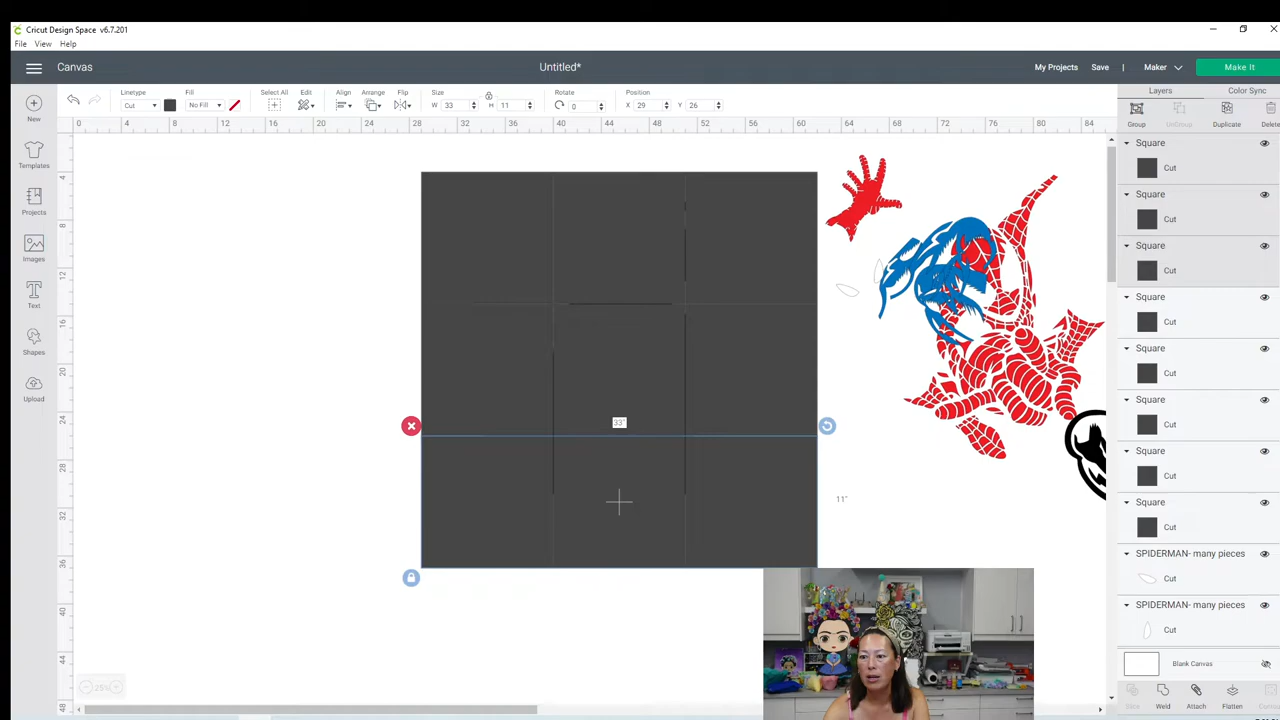 Cricut Design Space v6.7.201
File View Help
Canvas
Untitled*
My Projects Save | Maker Make It
Linetype Fill Select All Edit Align Arrange Flip Size Rotate Position
Cut No Fill W 33 H 11 0 X 29 Y 26
Layers Color Sync
Group UnGroup Duplicate Delete
0 4 8 12 16 20 24 28 32 36 40 44 48 52 56 60 64 68 72 76 80 84
4
8
12
16
20
24
28
32
36
40
44
48
New
Templates
Projects
Images
Text
Shapes
Upload
33"
11"
25%
Square
Cut
Square
Cut
Square
Cut
Square
Cut
Square
Cut
Square
Cut
Square
Cut
Square
Cut
SPIDERMAN- many pieces
Cut
SPIDERMAN- many pieces
Cut
Blank Canvas
Slice Weld Attach Flatten